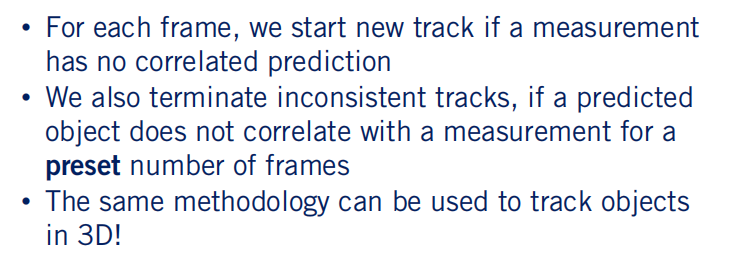 • For each frame, we start new track if a measurement
has no correlated prediction
• We also terminate inconsistent tracks, if a predicted
object does not correlate with a measurement for a
preset number of frames
• The same methodology can be used to track objects
in 3D!